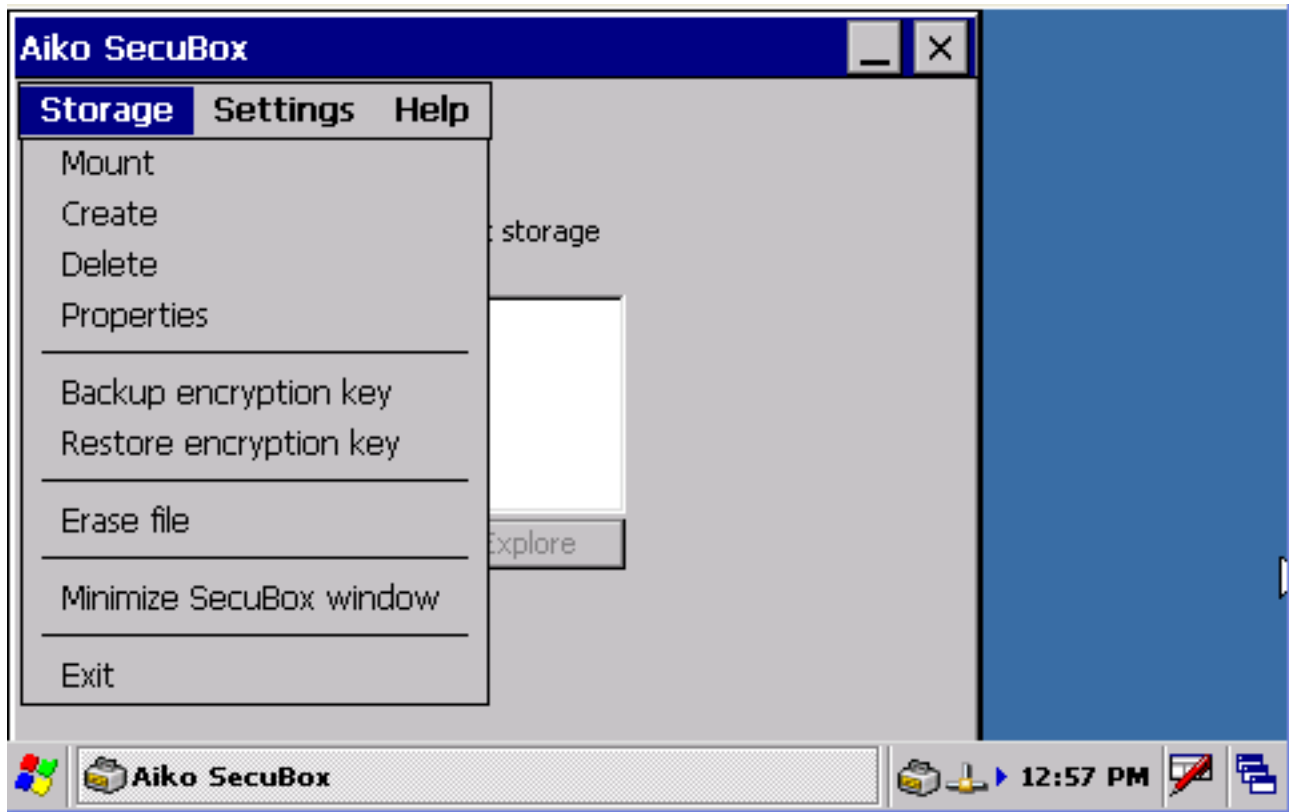 Aiko SecuBox
Storage Settings Help
Mount
Create
storage
Delete
Properties
Backup encryption key
Restore encryption key
Erase file
Explore
Minimize SecuBox window
Exit
Aiko SecuBox
12:57 PM